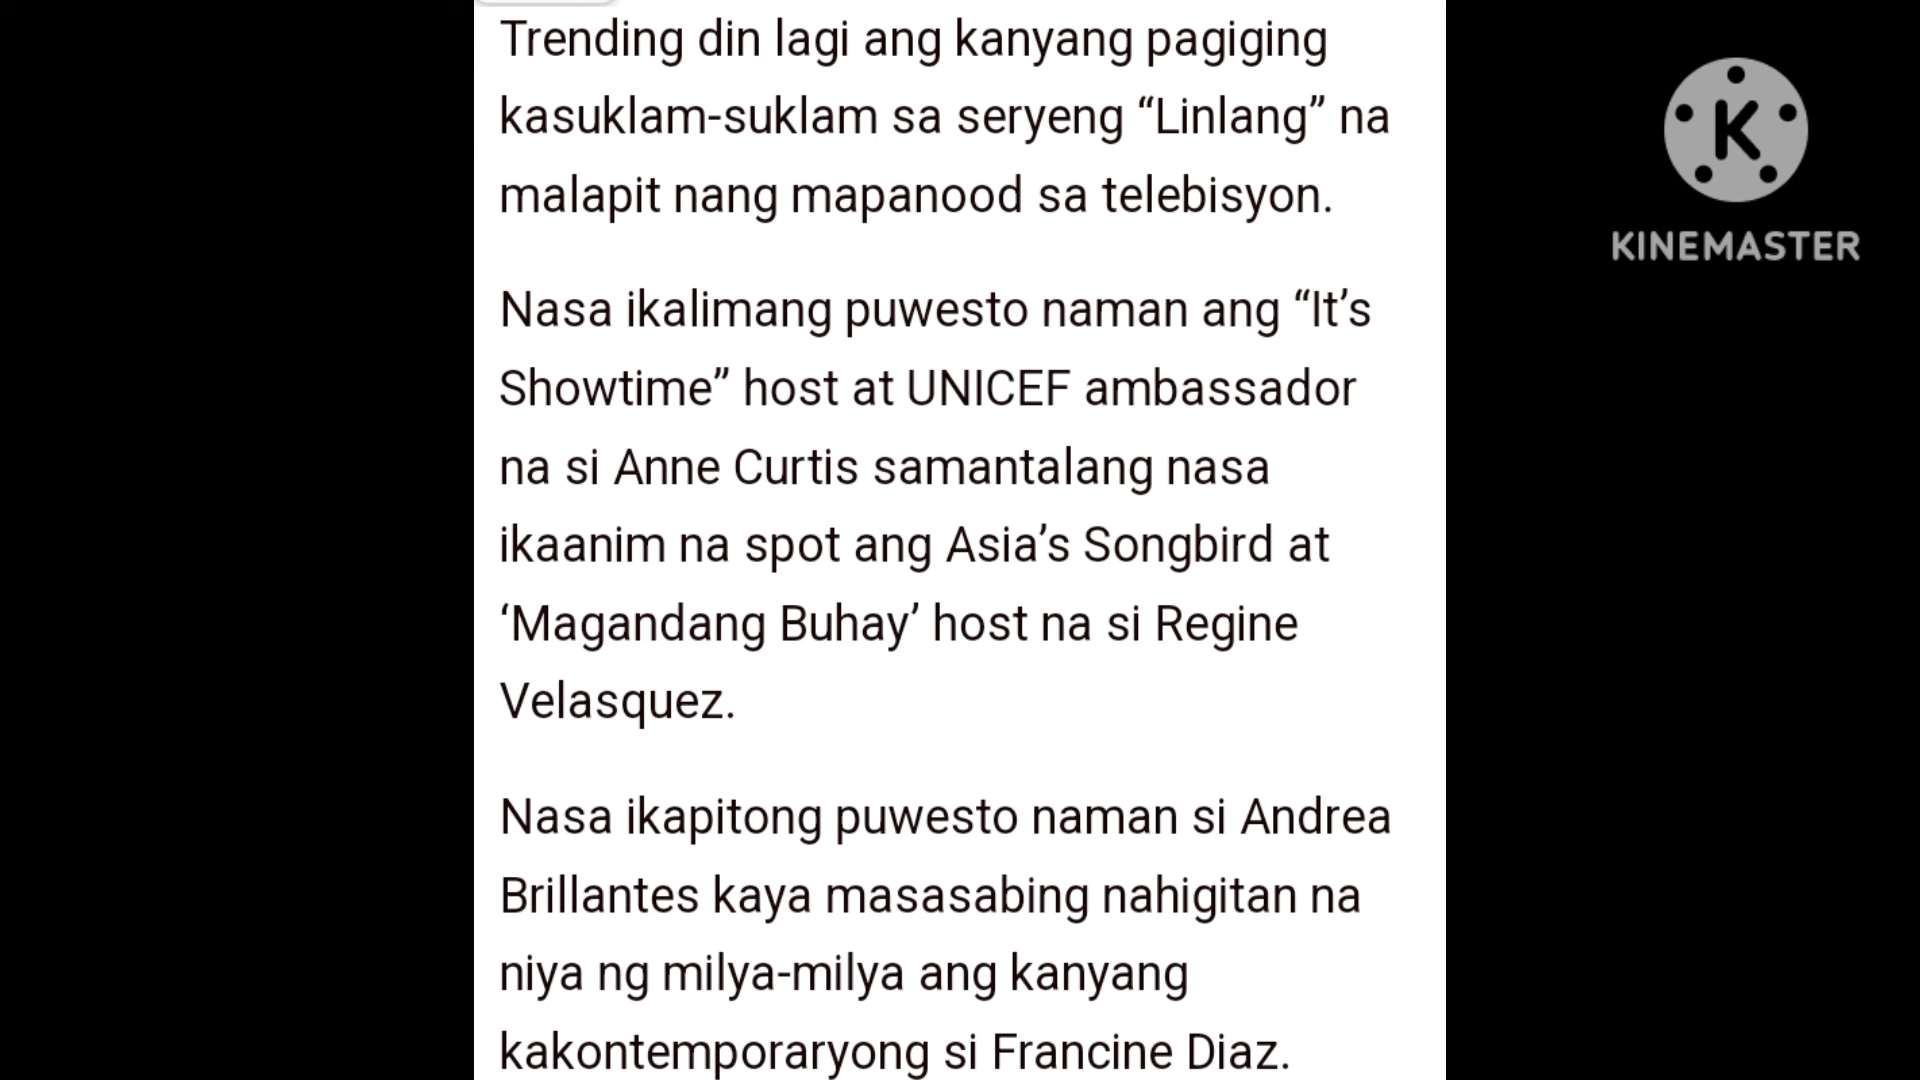 Trending din lagi ang kanyang pagiging
kasuklam-suklam sa seryeng “Linlang” na
malapit nang mapanood sa telebisyon.
Nasa ikalimang puwesto naman ang “It’s
Showtime” host at UNICEF ambassador
na si Anne Curtis samantalang nasa
ikaanim na spot ang Asia’s Songbird at
‘Magandang Buhay’ host na si Regine
Velasquez.
Nasa ikapitong puwesto naman si Andrea
Brillantes kaya masasabing nahigitan na
niya ng milya-milya ang kanyang
kakontemporaryong si Francine Diaz.
K
KINEMASTER